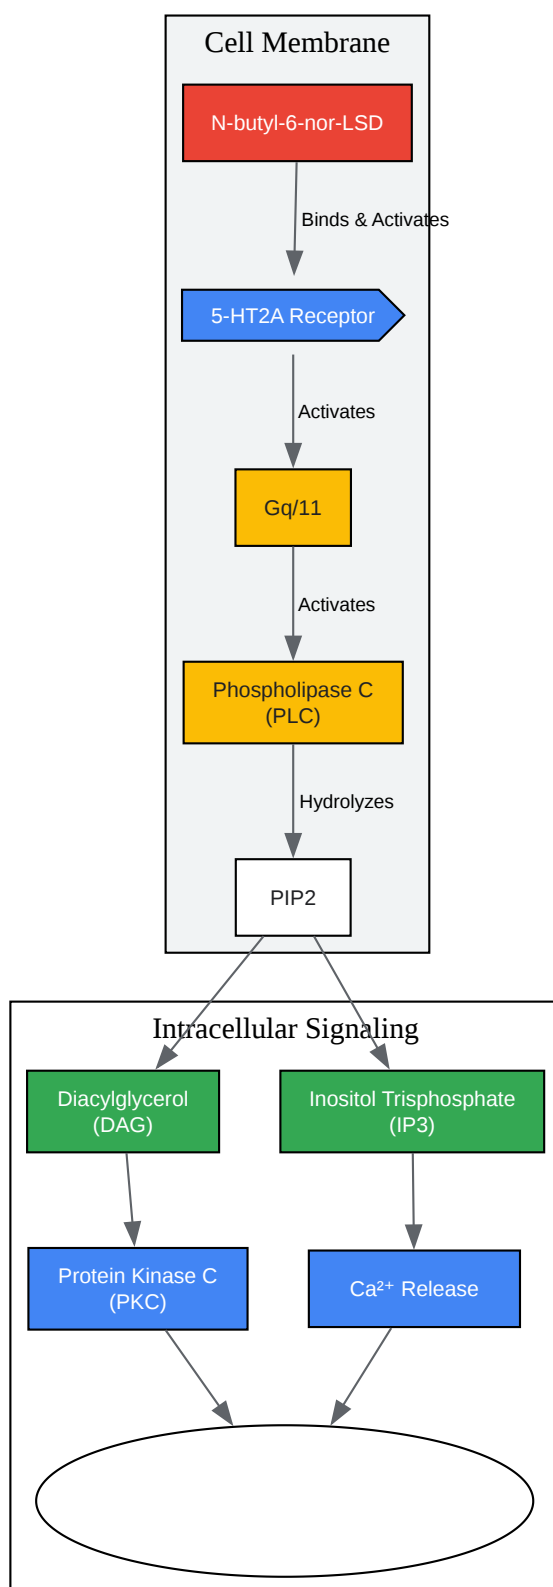 Cell Membrane
N-butyl-6-nor-LSD
Binds & Activates
5-HT2A Receptor
Activates
Gq/11
Activates
Phospholipase C
(PLC)
Hydrolyzes
PIP2
Intracellular Signaling
Diacylglycerol
(DAG)
Inositol Trisphosphate
(IP3)
Protein Kinase C
(PKC)
Ca²⁺ Release